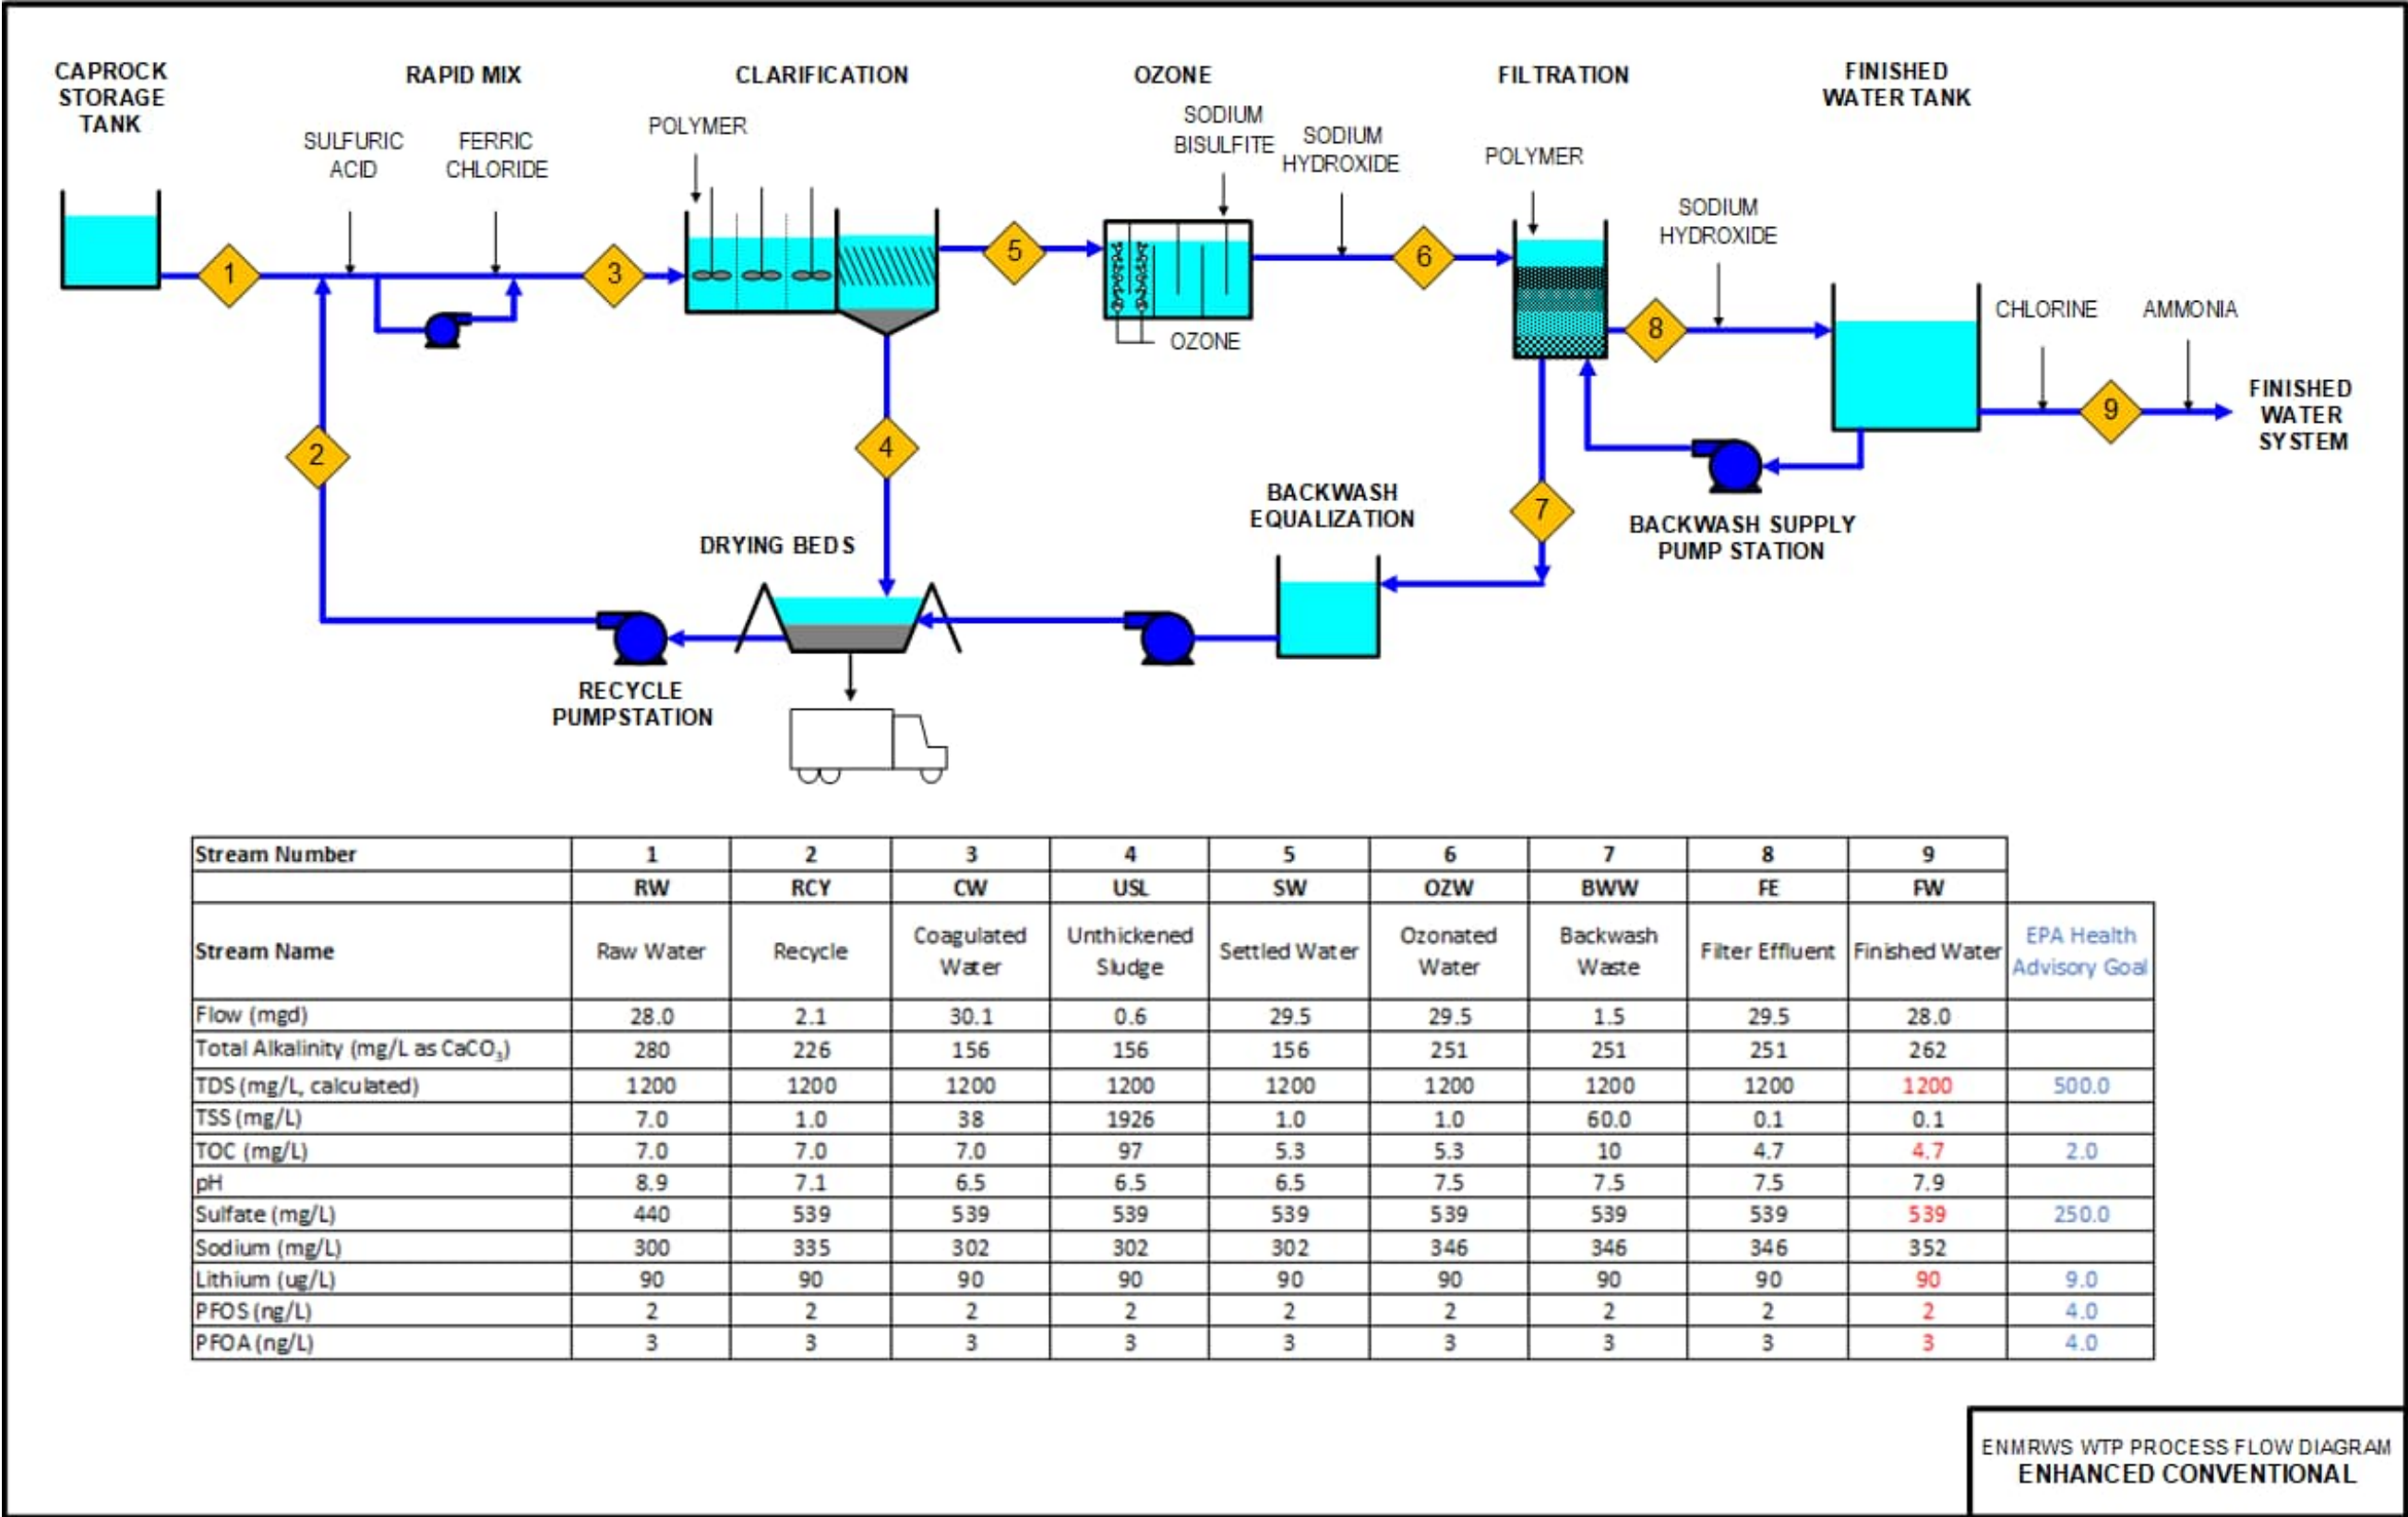 CAPROCK
STORAGE
TANK
RAPID MIX
CLARIFICATION
OZONE
FILTRATION
FINISHED
WATER TANK
SULFURIC
ACID
FERRIC
CHLORIDE
POLYMER
SODIUM
BISULFITE
SODIUM
HYDROXIDE
POLYMER
SODIUM
HYDROXIDE
CHLORINE
AMMONIA
1
3
5
6
8
9
OZONE
FINISHED
WATER
SYSTEM
2
4
7
BACKWASH
EQUALIZATION
BACKWASH SUPPLY
PUMP STATION
DRYING BEDS
RECYCLE
PUMPSTATION
Stream Number 1 2 3 4 5 6 7 8 9
RW RCY CW USL SW OZW BWW FE FW
Stream Name Raw Water Recycle Coagulated Water Unthickened Sludge Settled Water Ozonated Water Backwash Waste Filter Effluent Finished Water EPA Health Advisory Goal
Flow (mgd) 28.0 2.1 30.1 0.6 29.5 29.5 1.5 29.5 28.0
Total Alkalinity (mg/L as CaCO₃) 280 226 156 156 156 251 251 251 262
TDS (mg/L, calculated) 1200 1200 1200 1200 1200 1200 1200 1200 1200 500.0
TSS (mg/L) 7.0 1.0 38 1926 1.0 1.0 60.0 0.1 0.1
TOC (mg/L) 7.0 7.0 7.0 97 5.3 5.3 10 4.7 4.7 2.0
pH 8.9 7.1 6.5 6.5 6.5 7.5 7.5 7.5 7.9
Sulfate (mg/L) 440 539 539 539 539 539 539 539 539 250.0
Sodium (mg/L) 300 335 302 302 302 346 346 346 352
Lithium (ug/L) 90 90 90 90 90 90 90 90 90 9.0
PFOS (ng/L) 2 2 2 2 2 2 2 2 2 4.0
PFOA (ng/L) 3 3 3 3 3 3 3 3 3 4.0
ENMRWS WTP PROCESS FLOW DIAGRAM
ENHANCED CONVENTIONAL